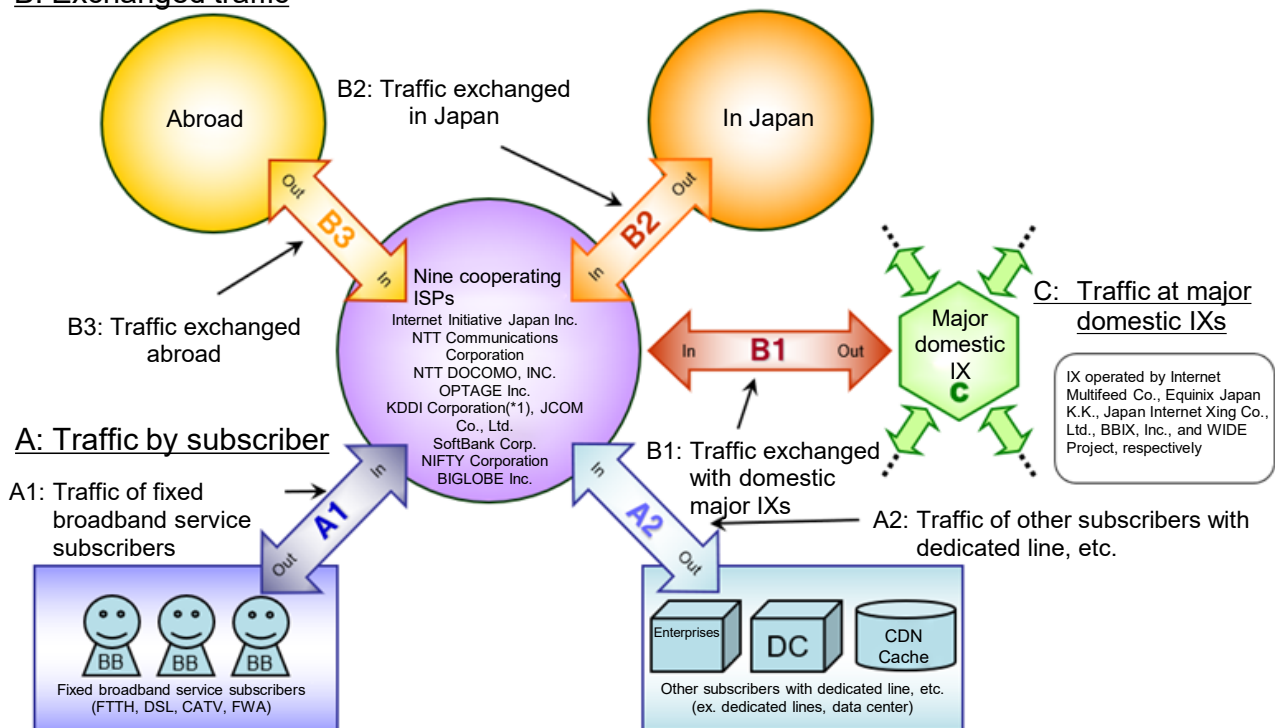 B: Exchanged traffic
Abroad
B2: Traffic exchanged
in Japan
In Japan
Out
B3
In
Out
B2
In
B3: Traffic exchanged
abroad
Nine cooperating
ISPs
Internet Initiative Japan Inc.
NTT Communications
Corporation
NTT DOCOMO, INC.
OPTAGE Inc.
KDDI Corporation(*1), JCOM
Co., Ltd.
SoftBank Corp.
NIFTY Corporation
BIGLOBE Inc.
In
B1
Out
Major
domestic
IX
C
C: Traffic at major
domestic IXs
IX operated by Internet
Multifeed Co., Equinix Japan
K.K., Japan Internet Xing Co.,
Ltd., BBIX, Inc., and WIDE
Project, respectively
A: Traffic by subscriber
A1: Traffic of fixed
broadband service
subscribers
In
A1
Out
B1: Traffic exchanged
with domestic
major IXs
In
A2
Out
A2: Traffic of other subscribers with
dedicated line, etc.
BB
BB
BB
Fixed broadband service subscribers
(FTTH, DSL, CATV, FWA)
Enterprises
DC
CDN
Cache
Other subscribers with dedicated line, etc.
(ex. dedicated lines, data center)